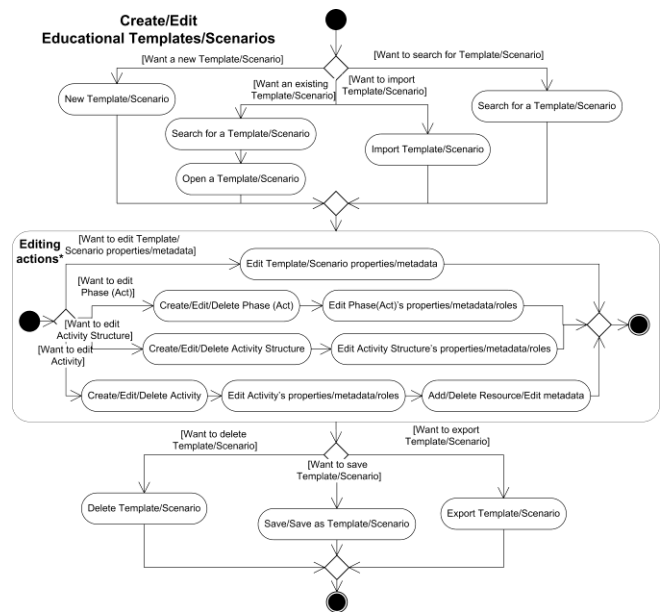 Create/Edit
Educational Templates/Scenarios
[Want a new Template/Scenario]
[Want to search for Template/Scenario]
[Want an existing
Template/Scenario]
[Want to import
Template/Scenario]
New Template/Scenario
Search for a Template/Scenario
Search for a Template/Scenario
Import Template/Scenario
Open a Template/Scenario
Editing
actions*
[Want to edit Template/
Scenario properties/metadata]
Edit Template/Scenario properties/metadata
[Want to edit
Phase (Act)]
Create/Edit/Delete Phase (Act)
Edit Phase(Act)'s properties/metadata/roles
[Want to edit
Activity Structure]
Create/Edit/Delete Activity Structure
Edit Activity Structure's properties/metadata/roles
[Want to edit
Activity]
Create/Edit/Delete Activity
Edit Activity's properties/metadata/roles
Add/Delete Resource/Edit metadata
[Want to delete
Template/Scenario]
[Want to export
Template/Scenario]
[Want to save
Template/Scenario]
Delete Template/Scenario
Save/Save as Template/Scenario
Export Template/Scenario